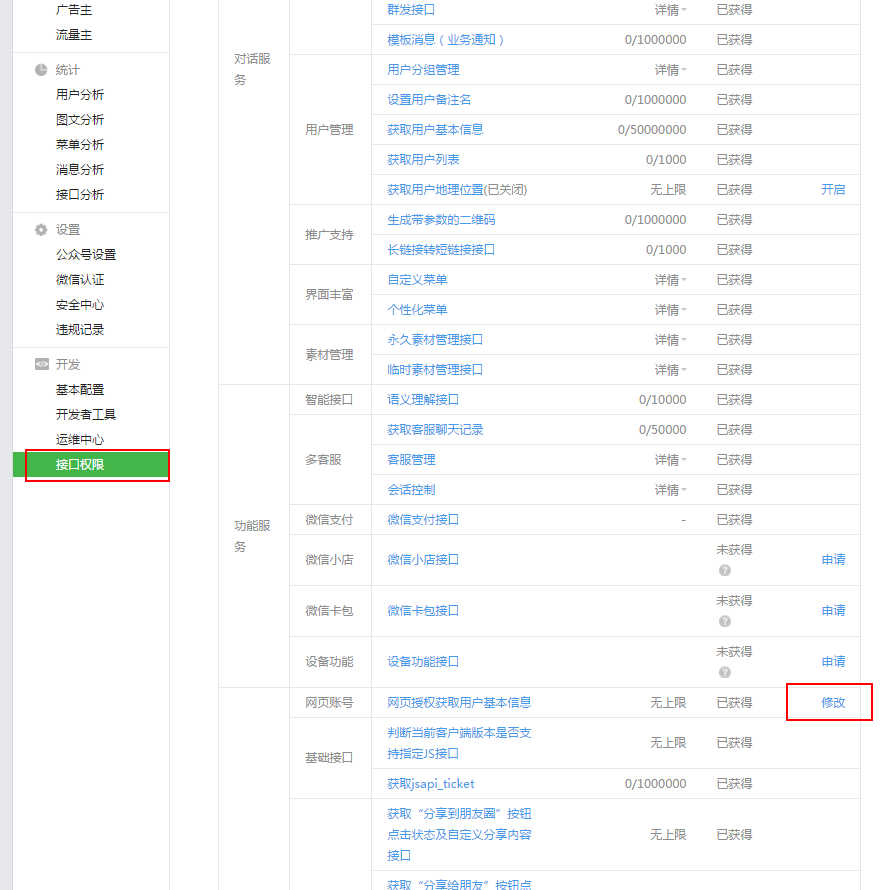 广告主
流量主
统计
用户分析
图文分析
菜单分析
消息分析
接口分析
设置
公众号设置
微信认证
安全中心
违规记录
开发
基本配置
开发者工具
运维中心
接口权限
对话服
务
群发接口 详情 已获得
模板消息（业务通知） 0/1000000 已获得
用户管理
用户分组管理 详情 已获得
设置用户备注名 0/1000000 已获得
获取用户基本信息 0/50000000 已获得
获取用户列表 0/1000 已获得
获取用户地理位置(已关闭) 无上限 已获得 开启
推广支持
生成带参数的二维码 0/1000000 已获得
长链接转短链接接口 0/1000 已获得
界面丰富
自定义菜单 详情 已获得
个性化菜单 详情 已获得
素材管理
永久素材管理接口 详情 已获得
临时素材管理接口 详情 已获得
功能服
务
智能接口 语义理解接口 0/10000 已获得
多客服
获取客服聊天记录 0/50000 已获得
客服管理 详情 已获得
会话控制 详情 已获得
微信支付 微信支付接口 - 已获得
微信小店 微信小店接口 未获得 申请
?
微信卡包 微信卡包接口 未获得 申请
?
设备功能 设备功能接口 未获得 申请
?
网页账号 网页授权获取用户基本信息 无上限 已获得 修改
基础接口
判断当前客户端版本是否支
持指定JS接口 无上限 已获得
获取jsapi_ticket 0/1000000 已获得
获取“分享到朋友圈”按钮
点击状态及自定义分享内容 无上限 已获得
接口
获取“分享给朋友”按钮点